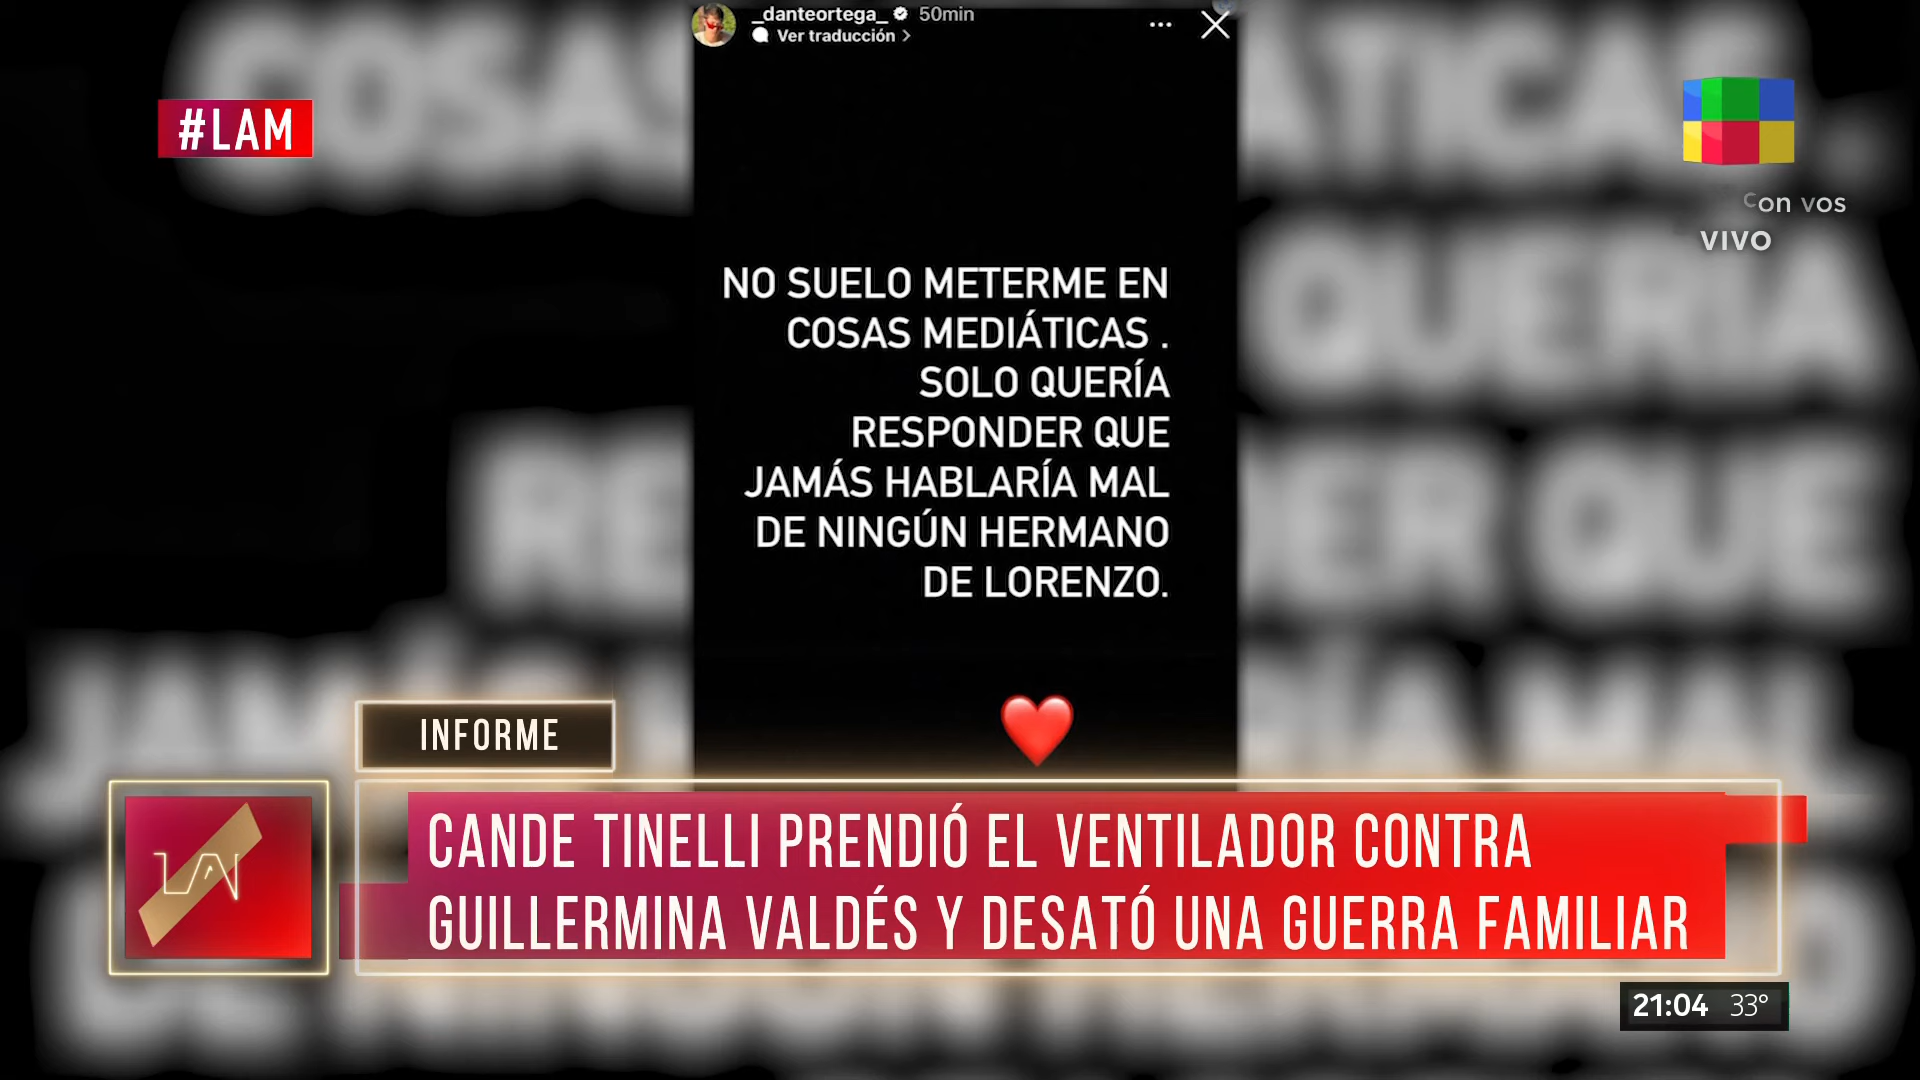 _danteortega_ 50min
Ver traducción >
#LAM
Con vos
VIVO
NO SUELO METERME EN
COSAS MEDIÁTICAS .
SOLO QUERÍA
RESPONDER QUE
JAMÁS HABLARÍA MAL
DE NINGÚN HERMANO
DE LORENZO.
INFORME
LAM
CANDE TINELLI PRENDIÓ EL VENTILADOR CONTRA
GUILLERMINA VALDÉS Y DESATÓ UNA GUERRA FAMILIAR
21:04 33°